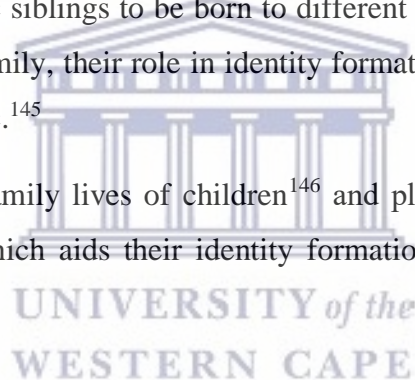 siblings to be born to different
mily, their role in identity format
.145
amily lives of children146 and pl
hich aids their identity formatio
UNIVERSITY of the
WESTERN CAPE